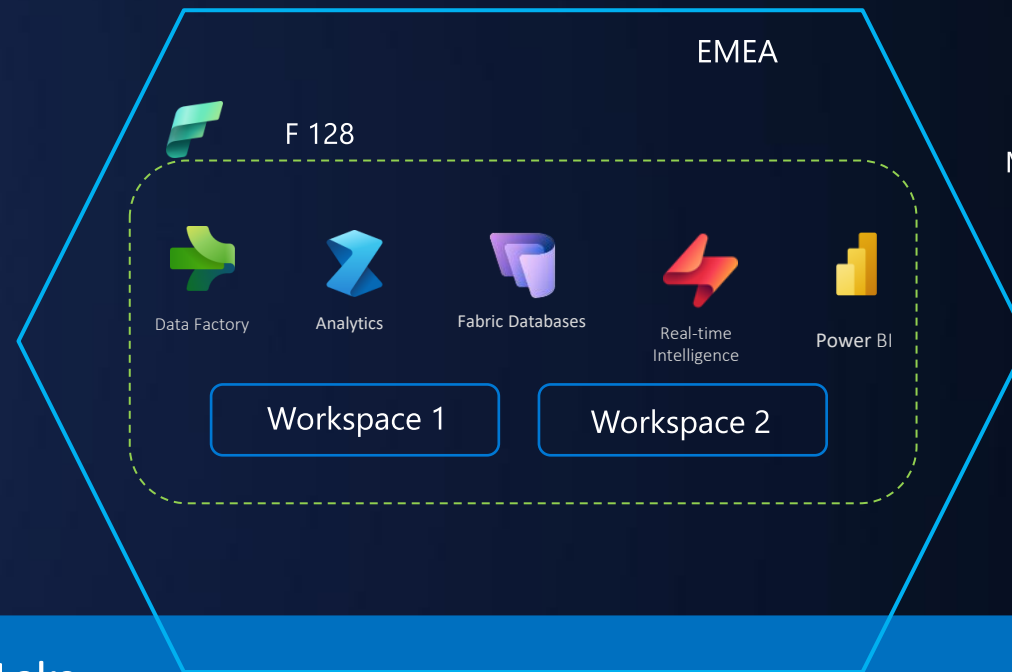 EMEA
F 128
Data Factory
Analytics
Fabric Databases
Real-time
Intelligence
Power BI
Workspace 1
Workspace 2